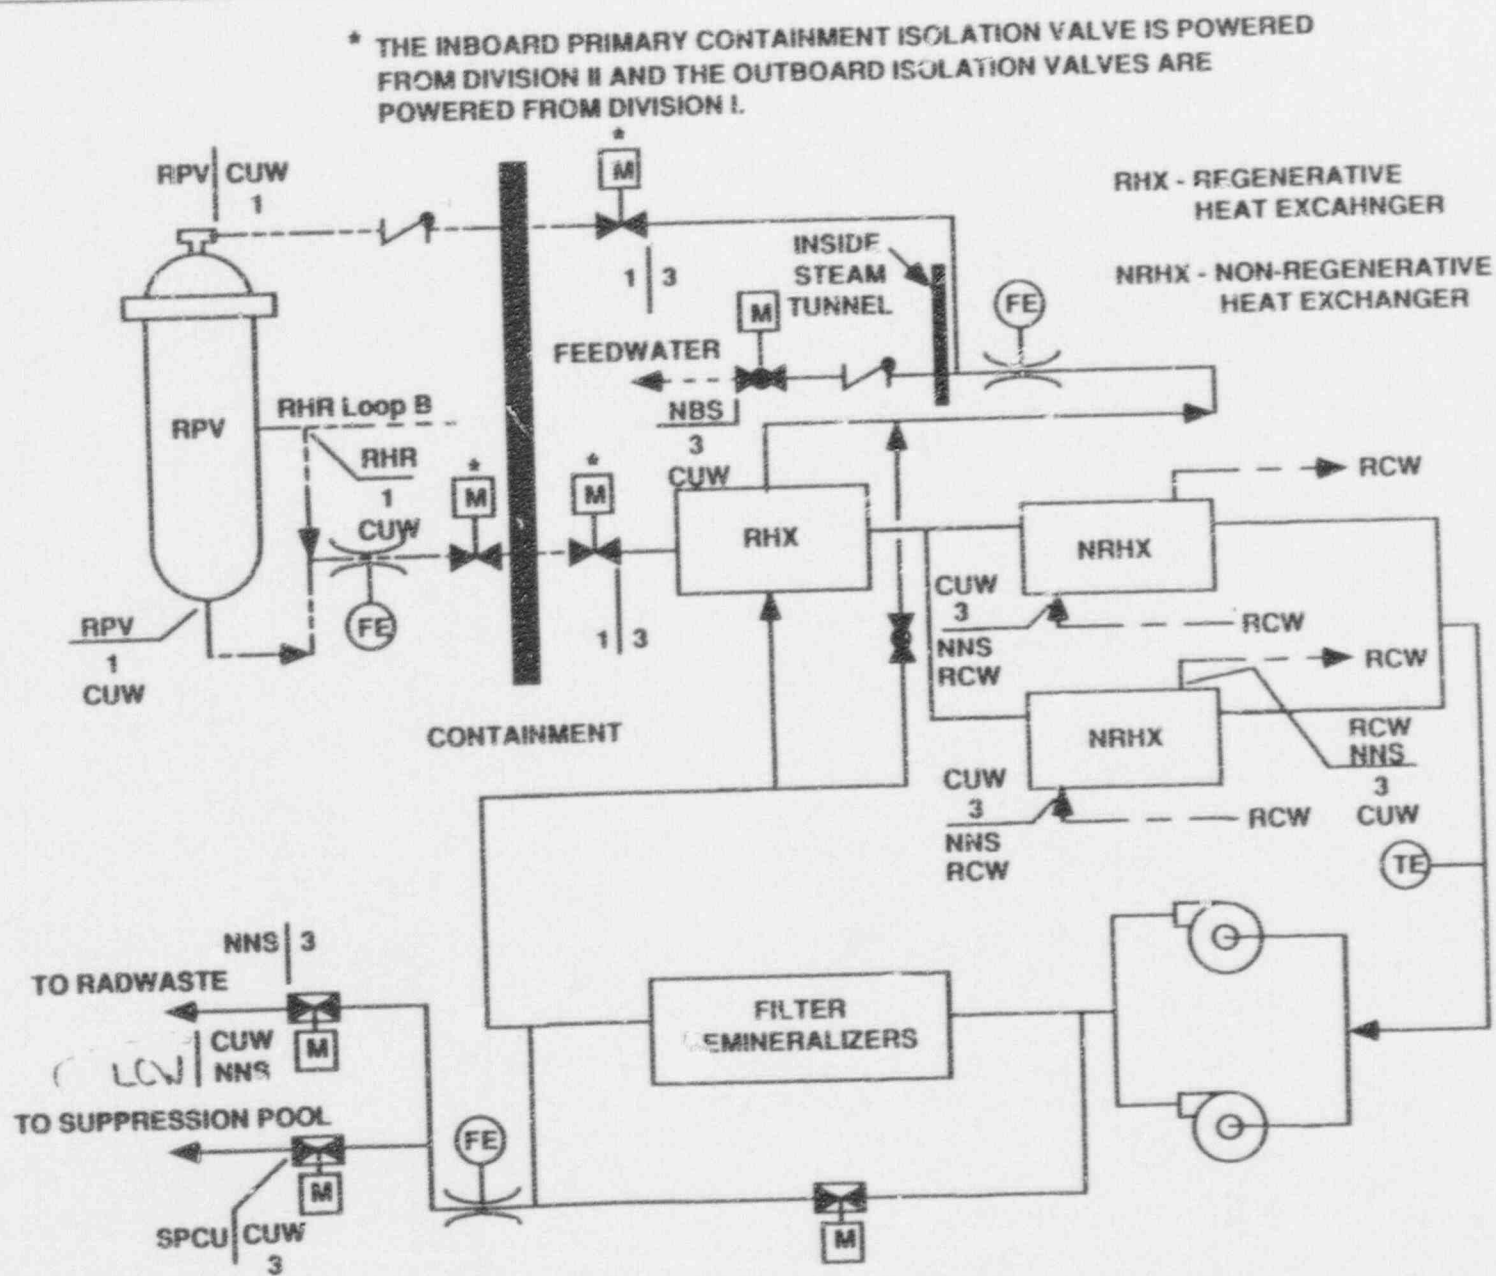 * THE INBOARD PRIMARY CONTAINMENT ISOLATION VALVE IS POWERED
FROM DIVISION II AND THE OUTBOARD ISOLATION VALVES ARE
POWERED FROM DIVISION I.
RPV CUW
1
*
M
RHX - REGENERATIVE
HEAT EXCAHNGER
NRHX - NON-REGENERATIVE
HEAT EXCHANGER
1 3
INSIDE
STEAM
TUNNEL
M
FE
FEEDWATER
NBS
3
CUW
RPV
RHR Loop B
RHR
1
CUW
*
M
*
M
FE
1 3
RPV
1
CUW
CONTAINMENT
RHX
NRHX
RCW
CUW
3
NNS
RCW
RCW
NRHX
RCW
CUW
3
NNS
RCW
RCW
RCW
NNS
3
CUW
TE
NNS 3
TO RADWASTE
M
LCW CUW
NNS
TO SUPPRESSION POOL
M
SPCU CUW
3
FE
FILTER
EMINERALIZERS
M